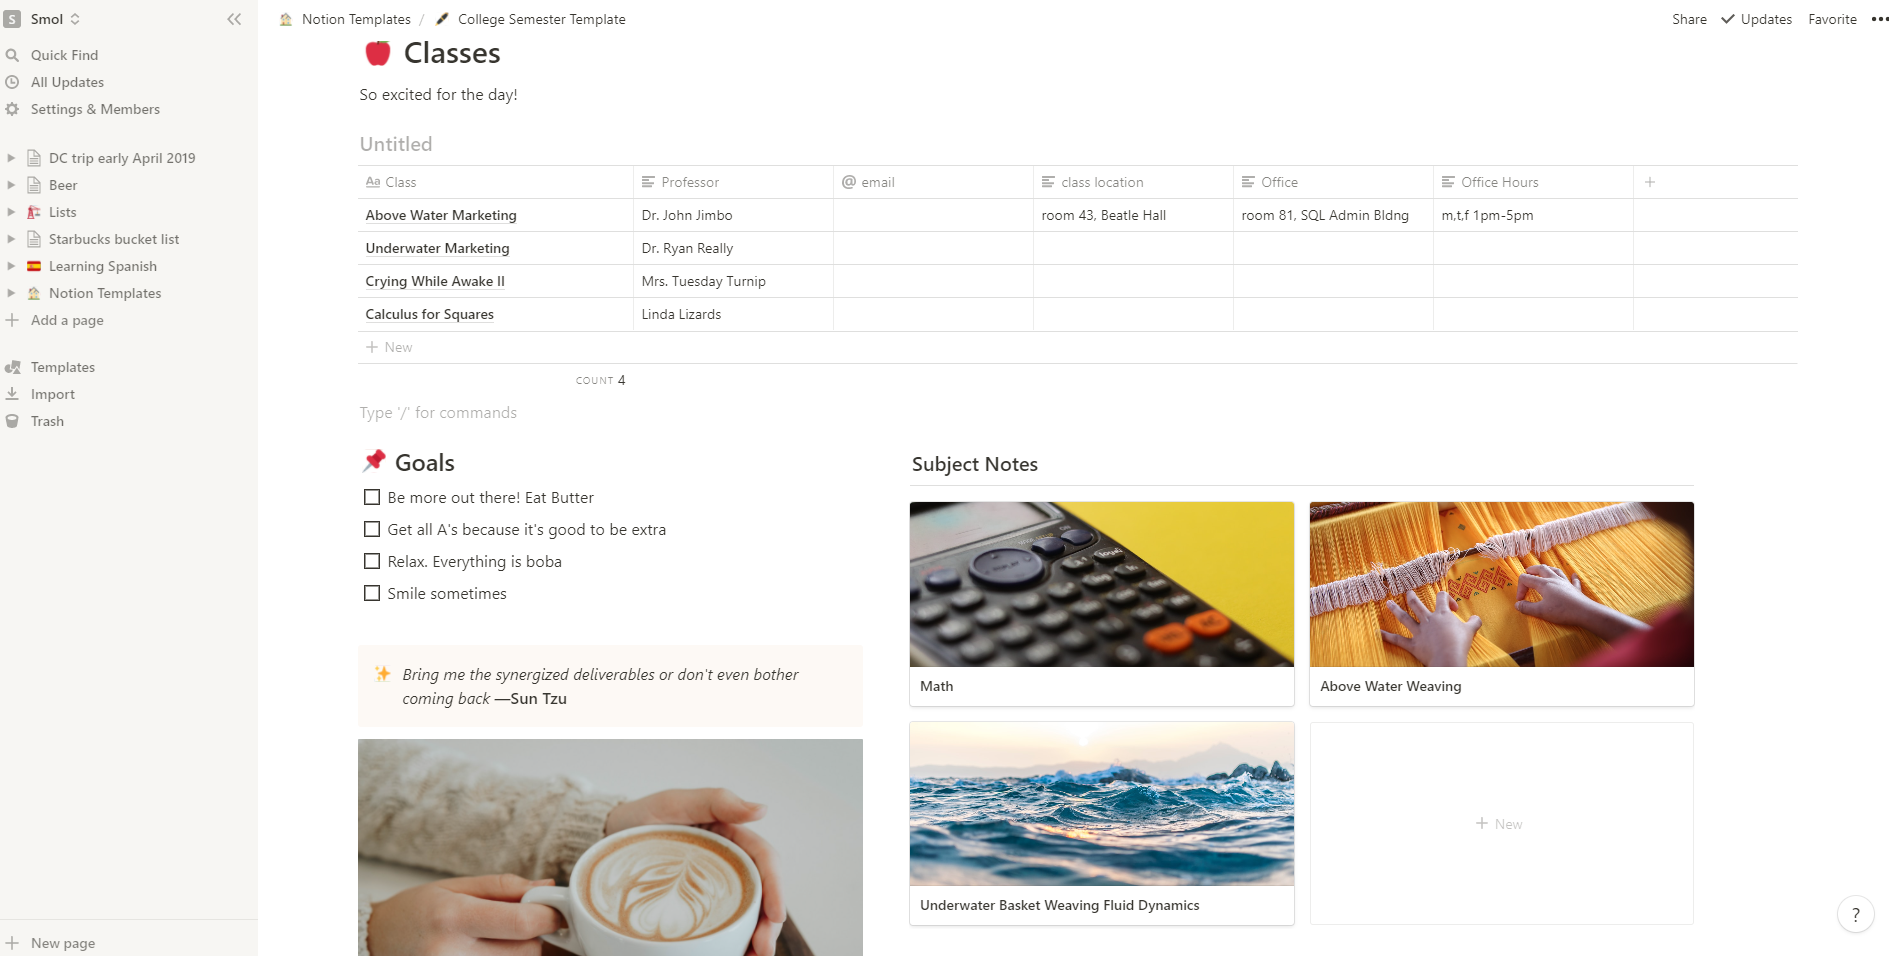 S Smol
Quick Find
All Updates
Settings & Members
DC trip early April 2019
Beer
Lists
Starbucks bucket list
Learning Spanish
Notion Templates
Add a page
Templates
Import
Trash
New page
Notion Templates / College Semester Template
Share Updates Favorite
Classes
So excited for the day!
Untitled
Aa Class Professor @ email class location Office Office Hours +
Above Water Marketing Dr. John Jimbo room 43, Beatle Hall room 81, SQL Admin Bldng m,t,f 1pm-5pm
Underwater Marketing Dr. Ryan Really
Crying While Awake II Mrs. Tuesday Turnip
Calculus for Squares Linda Lizards
+ New
COUNT 4
Type '/' for commands
Goals
Be more out there! Eat Butter
Get all A's because it's good to be extra
Relax. Everything is boba
Smile sometimes
Bring me the synergized deliverables or don't even bother
coming back —Sun Tzu
Subject Notes
Math
Above Water Weaving
Underwater Basket Weaving Fluid Dynamics
+ New
?